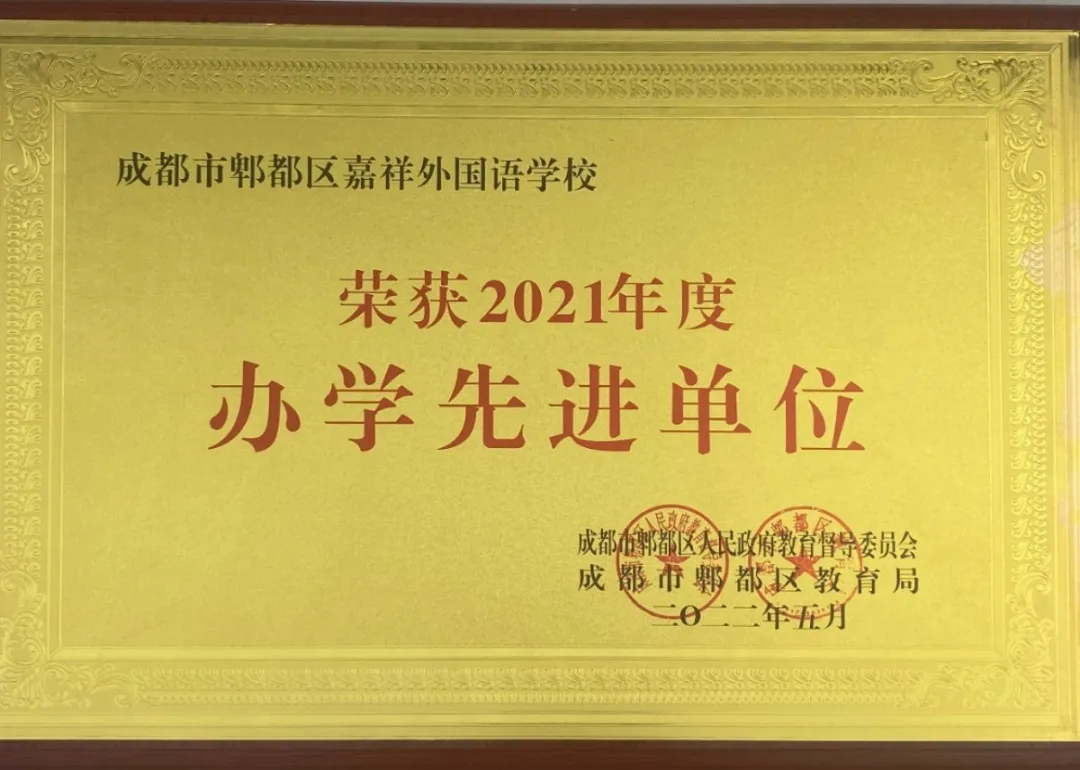 成都市郫都区嘉祥外国语学校
荣获2021年度
办学先进单位
成都市郫都区人民政府教育督导委员会
成都市郫都区教育局
二〇二二年五月